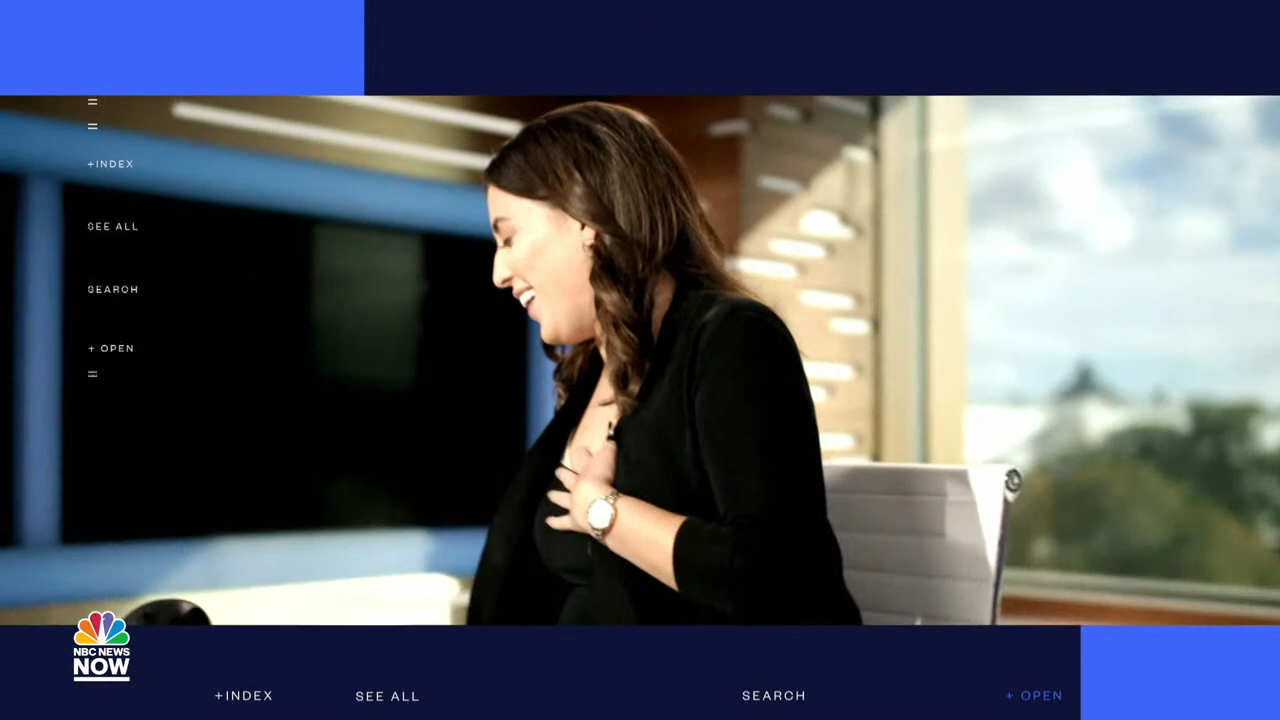 +INDEX
SEE ALL
SEARCH
+ OPEN
NBC NEWS
NOW
+INDEX
SEE ALL
SEARCH
+ OPEN